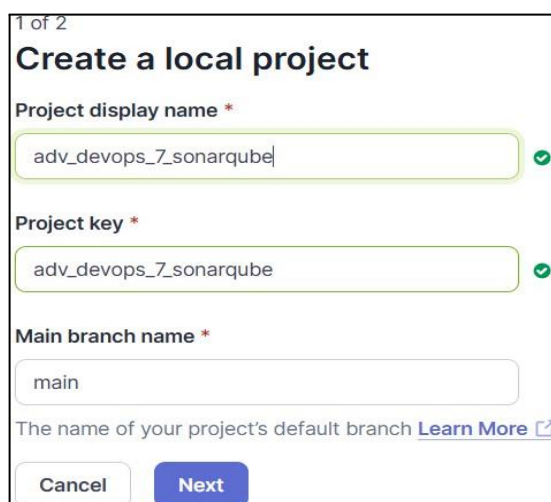 1 of 2
Create a local project
Project display name *
adv_devops_7_sonarqube
Project key *
adv_devops_7_sonarqube
Main branch name *
main
The name of your project's default branch Learn More
Cancel Next